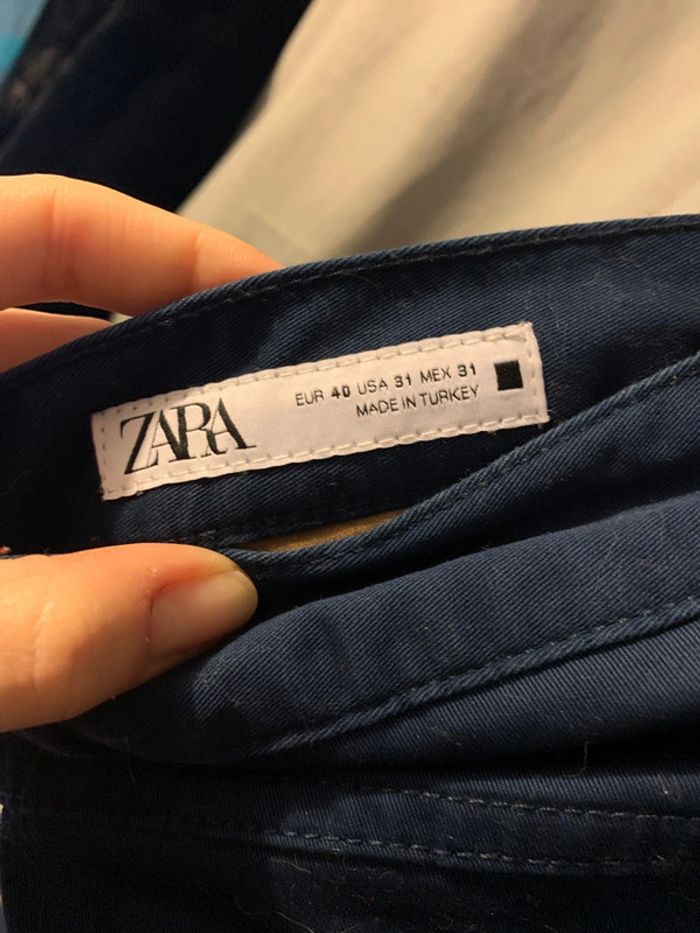 ZARA
EUR 40 USA 31 MEX 31
MADE IN TURKEY